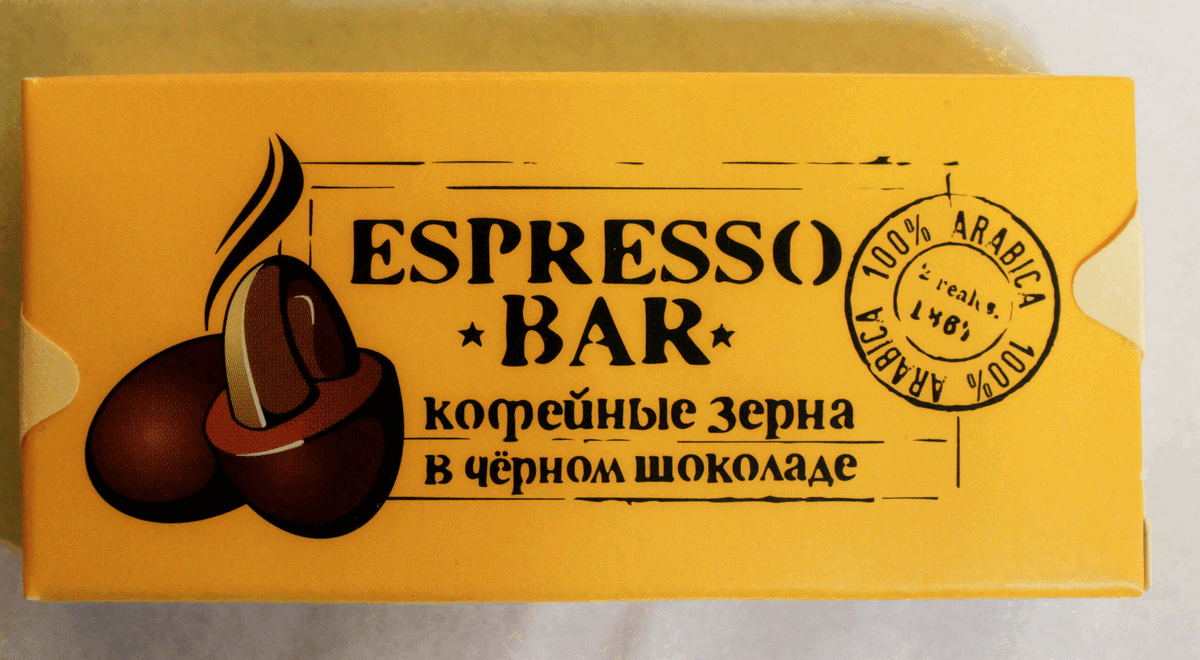 ESPRESSO
BAR
кофейные зерна
в чёрном шоколаде
100% ARABICA
100% ARABICA